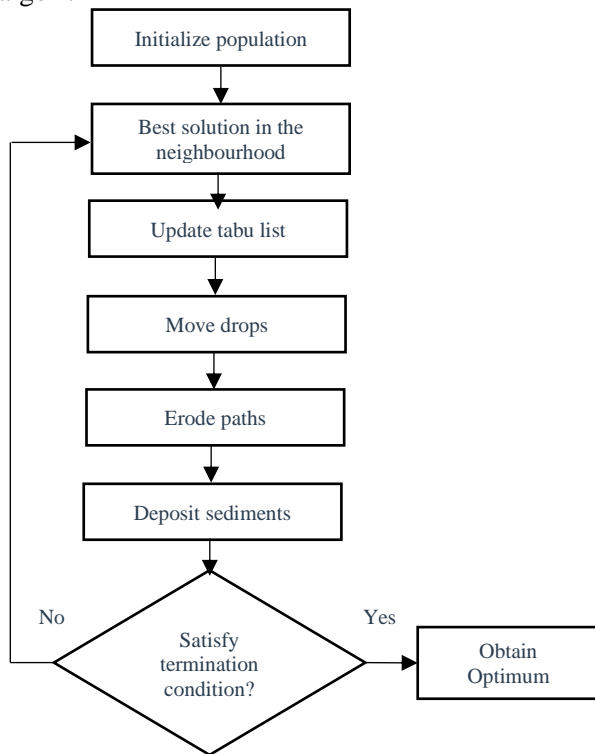 Initialize population
Best solution in the
neighbourhood
Update tabu list
Move drops
Erode paths
Deposit sediments
No
Yes
Satisfy
termination
condition?
Obtain
Optimum